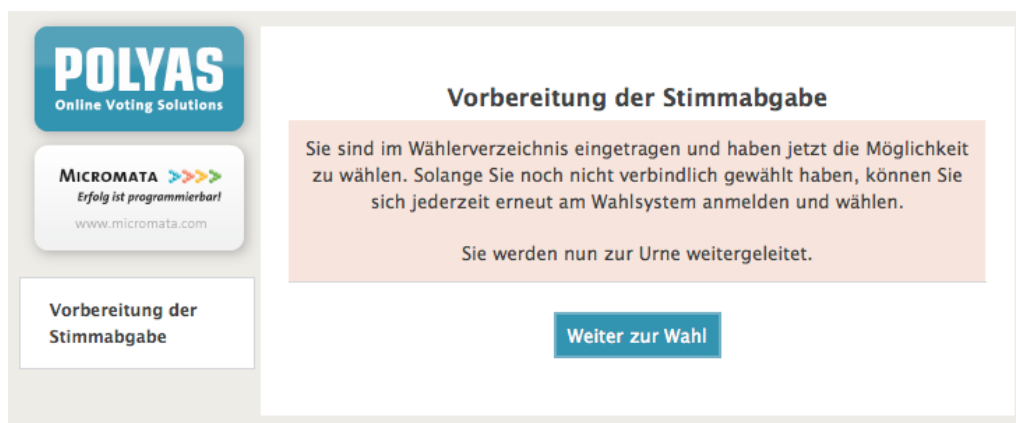 POLYAS
Online Voting Solutions
MICROMATA
Erfolg ist programmierbar!
www.micromata.com
Vorbereitung der
Stimmabgabe
Vorbereitung der Stimmabgabe
Sie sind im Wählerverzeichnis eingetragen und haben jetzt die Möglichkeit
zu wählen. Solange Sie noch nicht verbindlich gewählt haben, können Sie
sich jederzeit erneut am Wahlsystem anmelden und wählen.
Sie werden nun zur Urne weitergeleitet.
Weiter zur Wahl